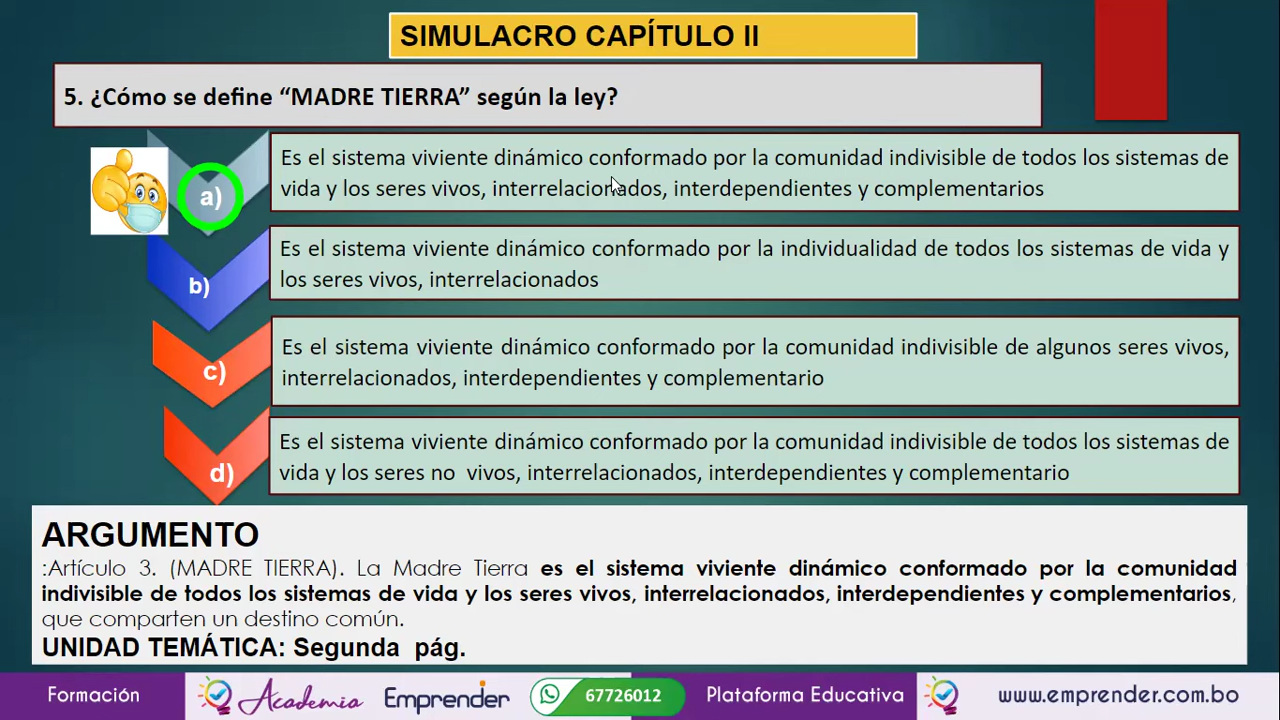 SIMULACRO CAPÍTULO II
5. ¿Cómo se define “MADRE TIERRA” según la ley?
a)
Es el sistema viviente dinámico conformado por la comunidad indivisible de todos los sistemas de
vida y los seres vivos, interrelacionados, interdependientes y complementarios
b)
Es el sistema viviente dinámico conformado por la individualidad de todos los sistemas de vida y
los seres vivos, interrelacionados
c)
Es el sistema viviente dinámico conformado por la comunidad indivisible de algunos seres vivos,
interrelacionados, interdependientes y complementario
d)
Es el sistema viviente dinámico conformado por la comunidad indivisible de todos los sistemas de
vida y los seres no vivos, interrelacionados, interdependientes y complementario
ARGUMENTO
:Artículo 3. (MADRE TIERRA). La Madre Tierra es el sistema viviente dinámico conformado por la comunidad
indivisible de todos los sistemas de vida y los seres vivos, interrelacionados, interdependientes y complementarios,
que comparten un destino común.
UNIDAD TEMÁTICA: Segunda pág.
Formación Academia Emprender 67726012 Plataforma Educativa www.emprender.com.bo